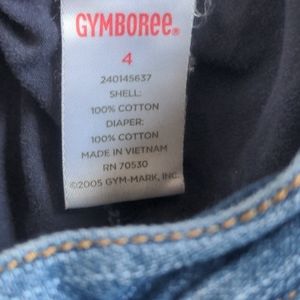 GYMBOREE®
4
240145637
SHELL:
100% COTTON
DIAPER:
100% COTTON
MADE IN VIETNAM
RN 70530
©2005 GYM-MARK, INC.